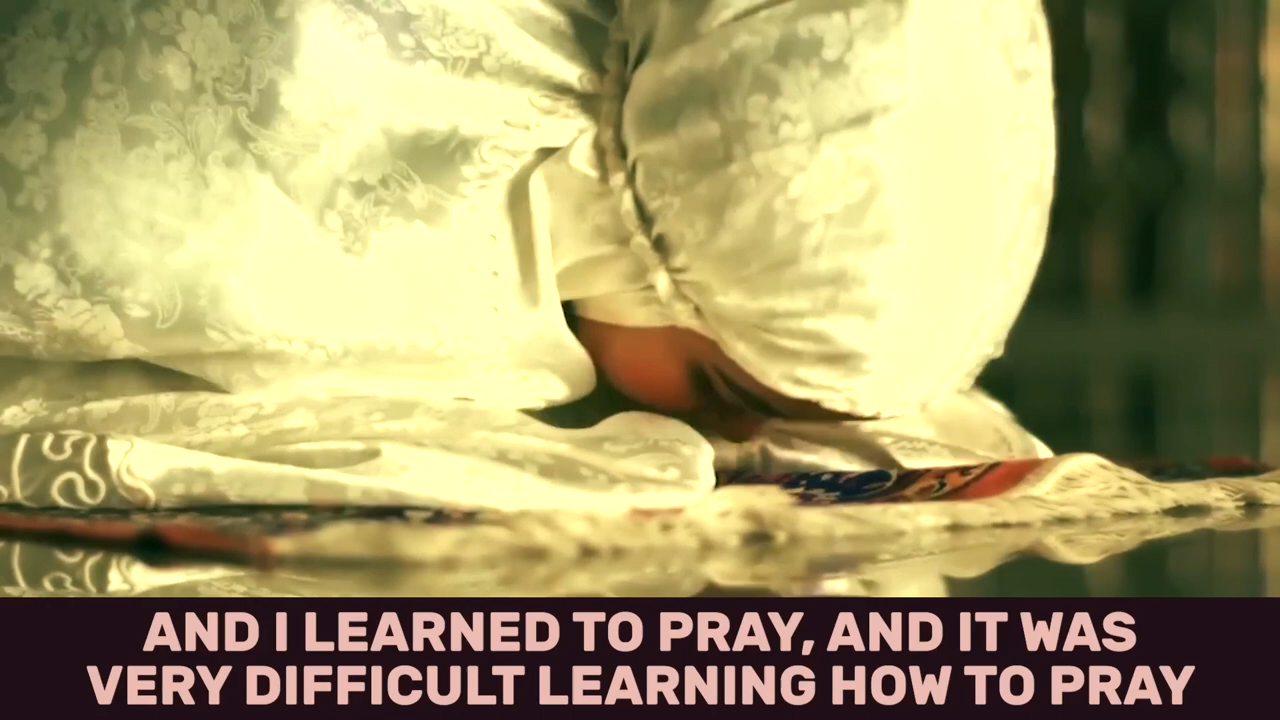 AND I LEARNED TO PRAY, AND IT WAS
VERY DIFFICULT LEARNING HOW TO PRAY